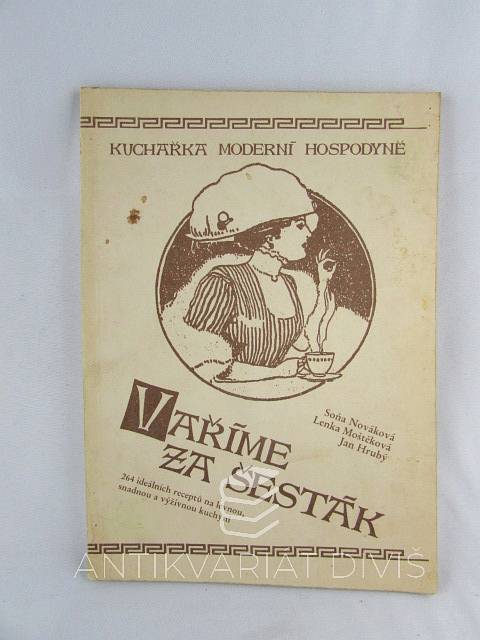 KUCHAŘKA MODERNÍ HOSPODYNĚ
Soňa Nováková
Lenka Moštěková
Jan Hrubý
VAŘÍME
ZA ŠESTÁK
264 ideálních receptů na levnou,
snadnou a výživnou kuchyni
ANTIKVARIÁT DIVIŠ